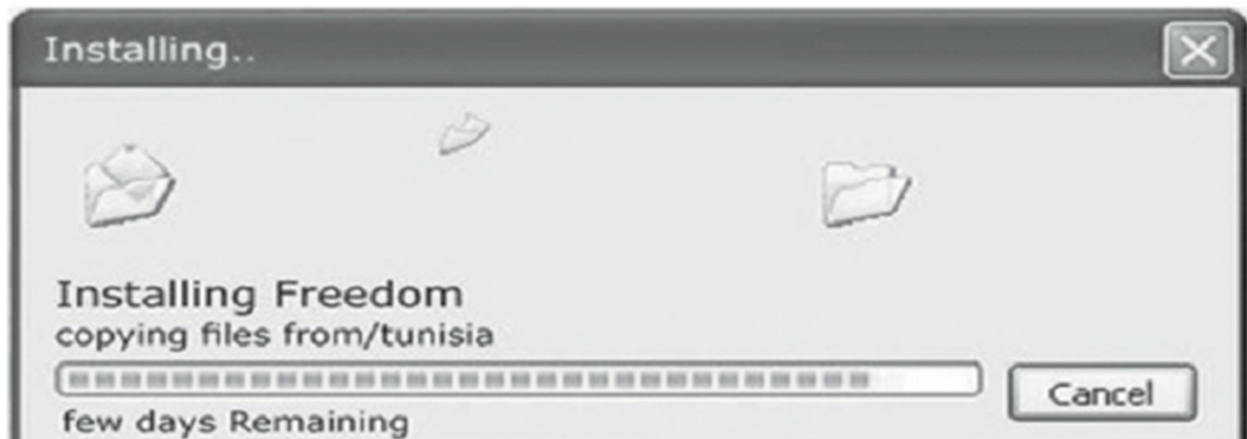 Installing..
Installing Freedom
copying files from/tunisia
Cancel
few days Remaining